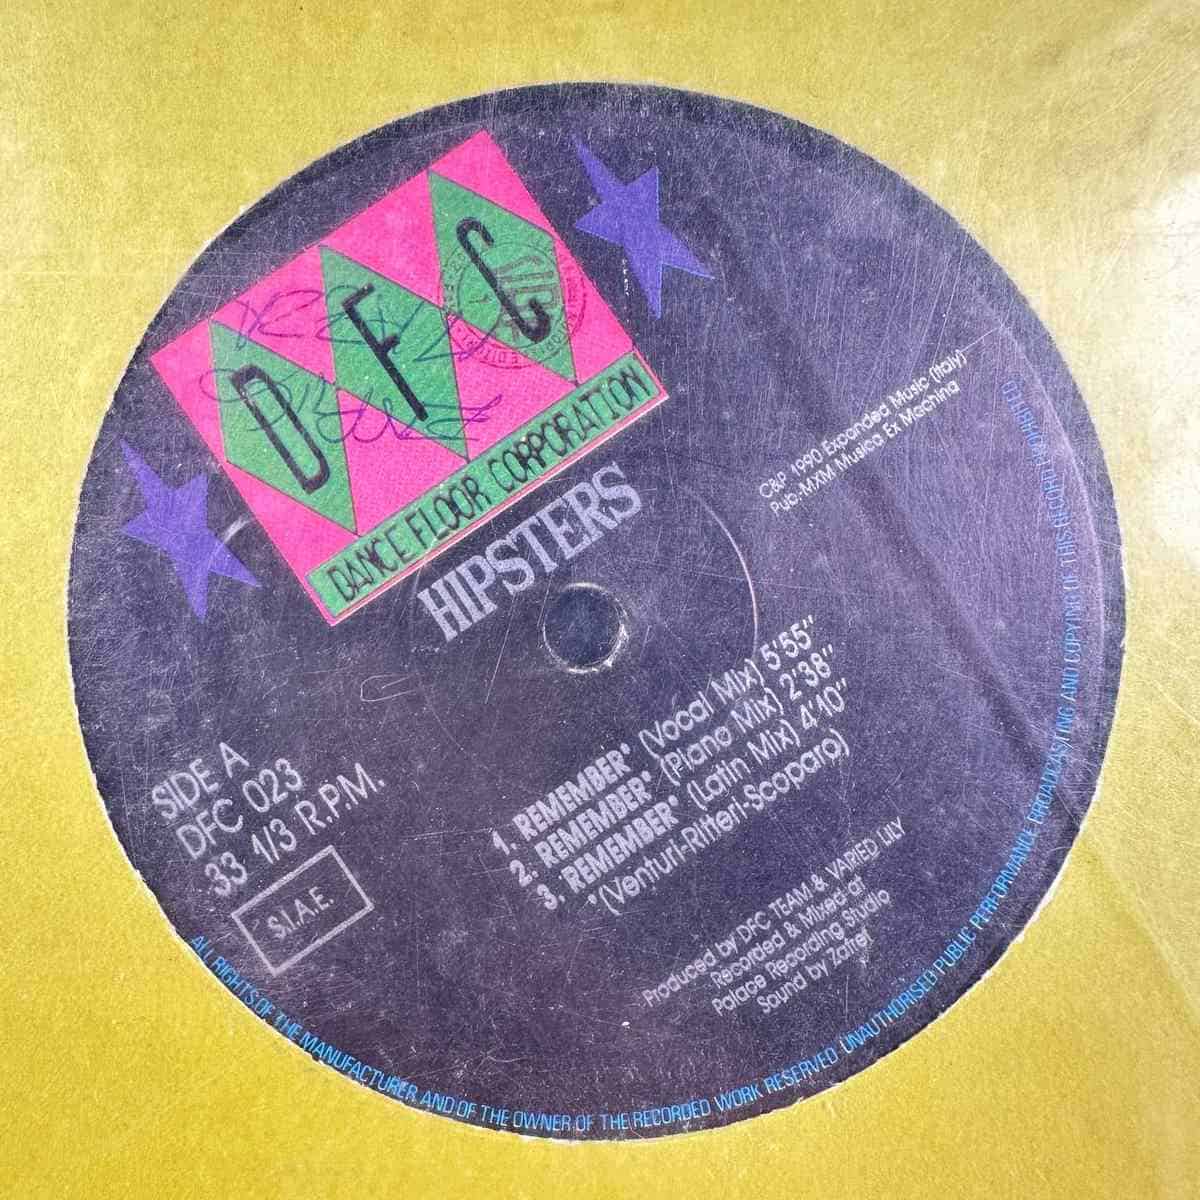 DFC
DANCE FLOOR CORPORATION
HIPSTERS
C&P 1990 Expanded Music (Italy)
Pub.:MXM Musica Ex Machina
SIDE A
DFC 023
33 1/3 R.P.M.
S.I.A.E.
1. REMEMBER* (Vocal Mix) 5'55"
2. REMEMBER* (Piano Mix) 2'38"
3. REMEMBER* (Latin Mix) 4'10"
*(Venturi-Ritteri-Scoparo)
Produced by DFC TEAM & VARIED LILY
Recorded & Mixed at
Palace Recording Studio
Sound by Zatref
ALL RIGHTS OF THE MANUFACTURER AND OF THE OWNER OF THE RECORDED WORK RESERVED UNAUTHORISED PUBLIC PERFORMANCE BROADCASTING AND COPYING OF THIS RECORD PROHIBITED